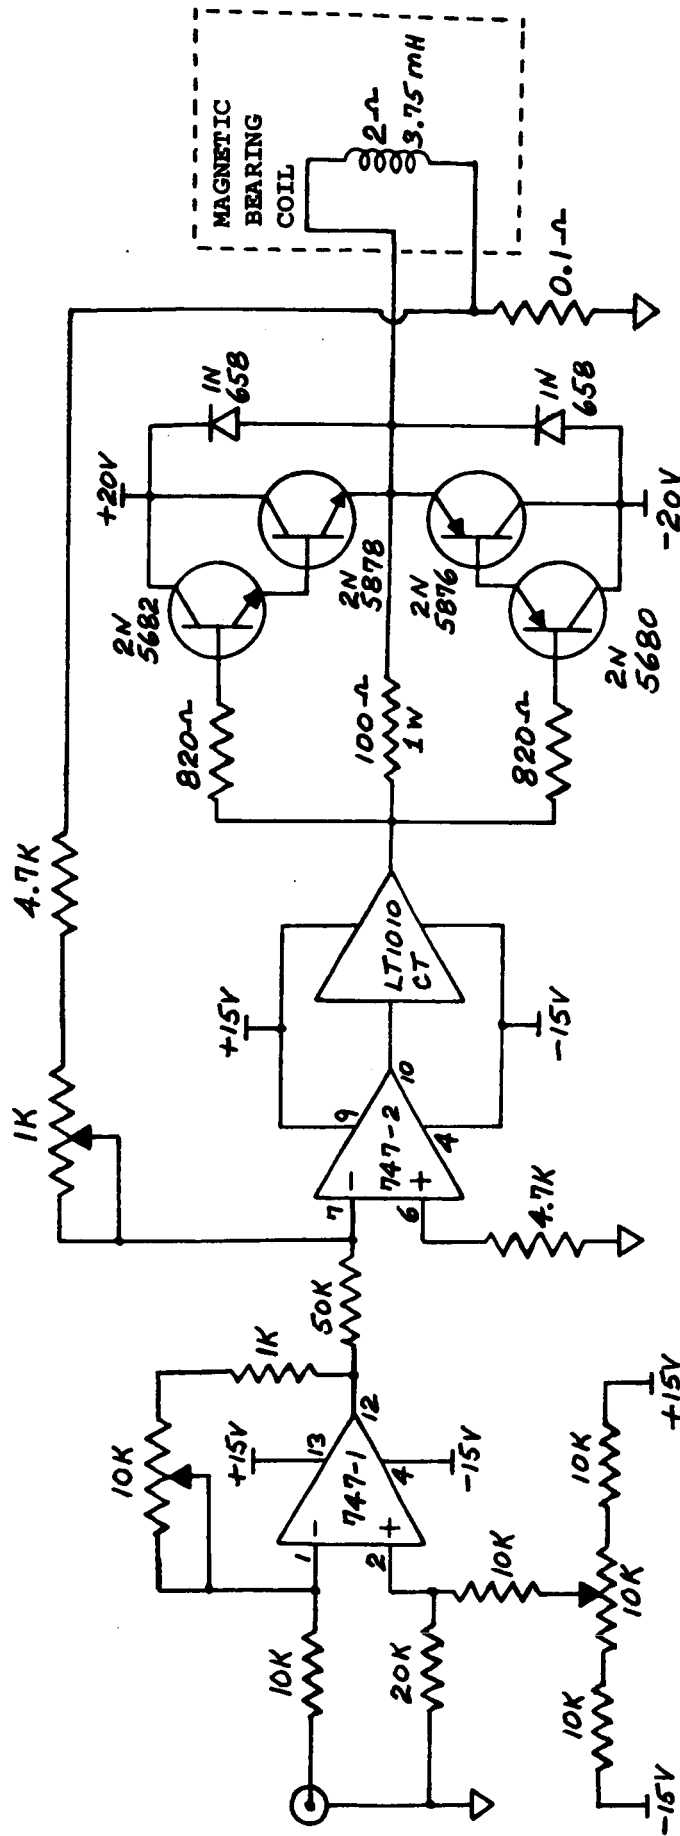 10K
20K
10K
10K
10K
10K
-15V
+15V
1
2
747-1
-
+
13
+15V
4
-15V
12
10K
1K
50K
7
6
747-2
-
+
9
4
10
+15V
-15V
4.7K
1K
4.7K
LT1010
CT
820Ω
100Ω
1W
820Ω
2N
5682
2N
5878
2N
5876
2N
5680
+20V
-20V
1N
658
1N
658
0.1Ω
MAGNETIC
BEARING
COIL
2Ω
3.75mH